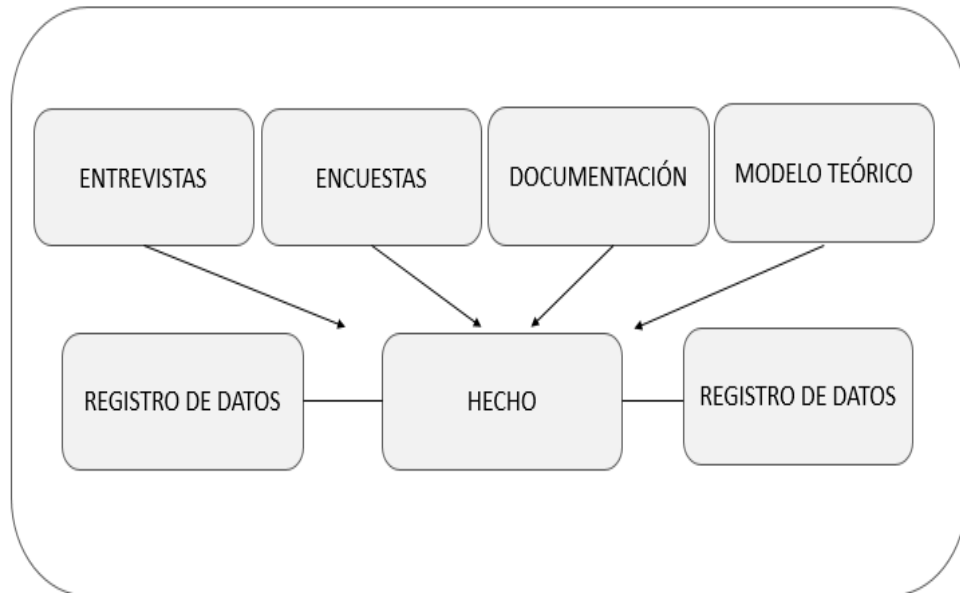 ENTREVISTAS
ENCUESTAS
DOCUMENTACIÓN
MODELO TEÓRICO
REGISTRO DE DATOS
HECHO
REGISTRO DE DATOS